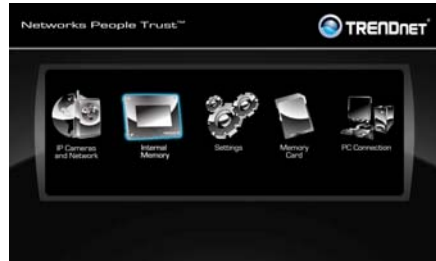 Networks People Trust™
TRENDNET®
IP Cameras
and Network
Internal
Memory
Settings
Memory
Card
PC Connection